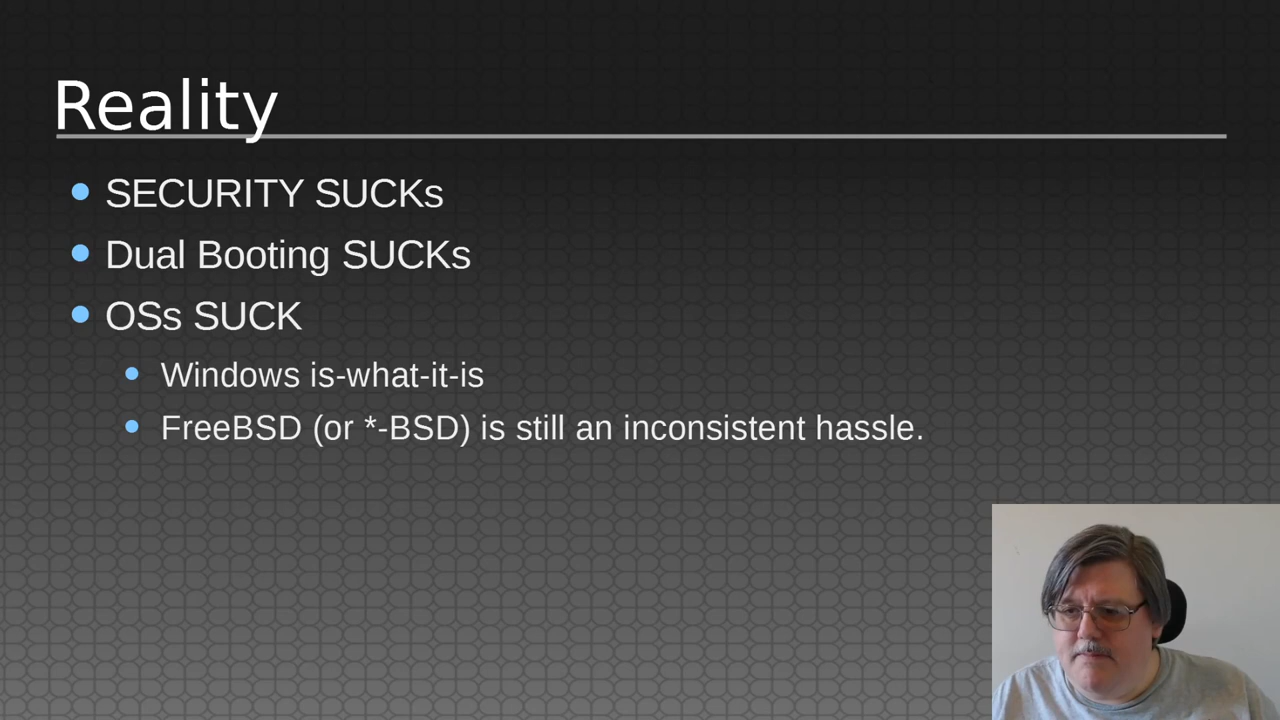 Reality
SECURITY SUCKs
Dual Booting SUCKs
OSs SUCK
Windows is-what-it-is
FreeBSD (or *-BSD) is still an inconsistent hassle.